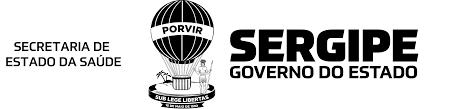 SECRETARIA DE
ESTADO DA SAÚDE
PORVIR
SUB LEGE LIBERTAS
SERGIPE
GOVERNO DO ESTADO